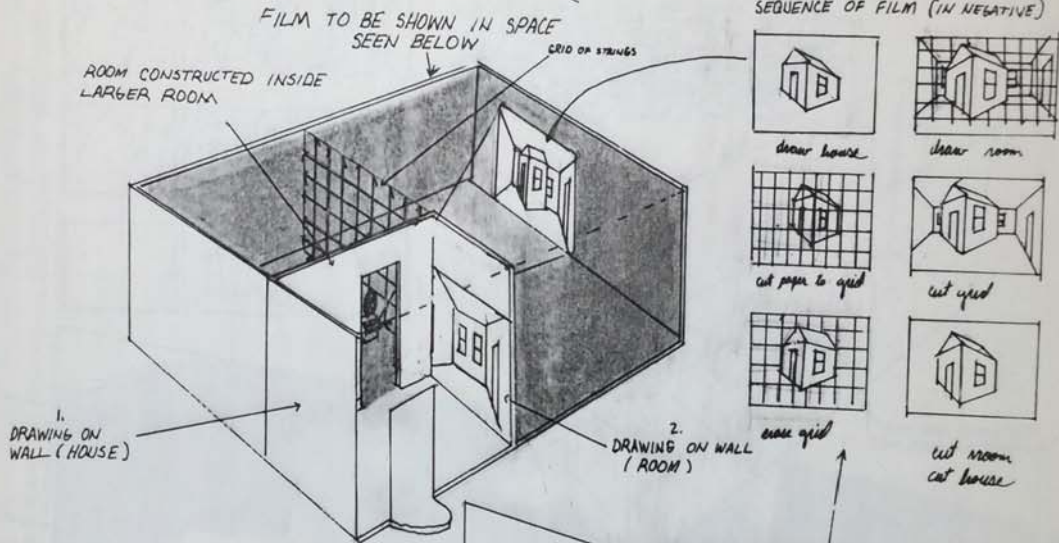 FILM TO BE SHOWN IN SPACE
SEEN BELOW
GRID OF STRINGS
ROOM CONSTRUCTED INSIDE
LARGER ROOM
1.
DRAWING ON
WALL (HOUSE)
2.
DRAWING ON WALL
(ROOM)
SEQUENCE OF FILM (IN NEGATIVE)
draw house
draw room
cut paper to grid
cut grid
erase grid
cut room
cut house